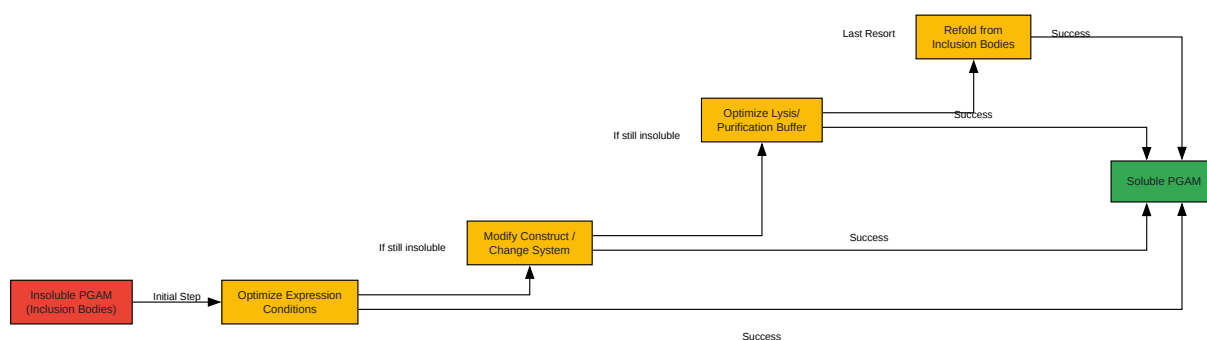 Last Resort
Refold from
Inclusion Bodies
Success
Optimize Lysis/
Purification Buffer
Success
If still insoluble
Soluble PGAM
Modify Construct /
Change System
Success
If still insoluble
Insoluble PGAM
(Inclusion Bodies)
Initial Step
Optimize Expression
Conditions
Success